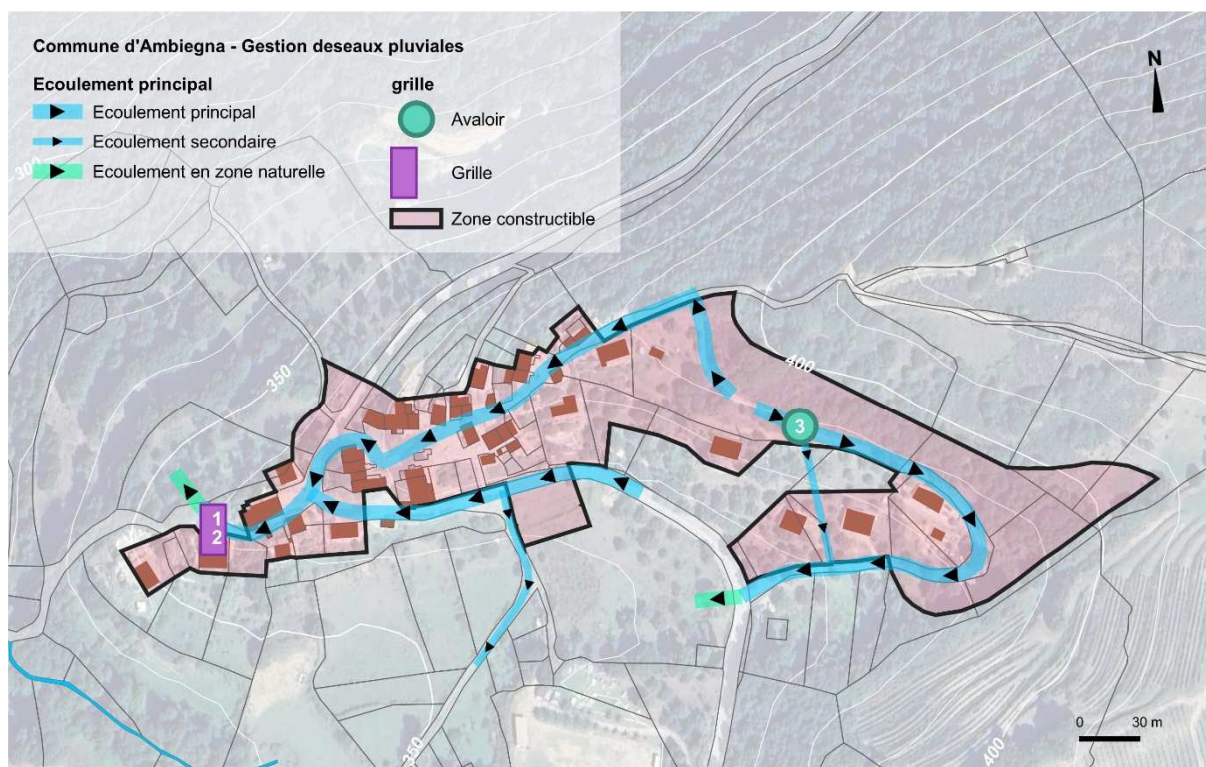 Commune d'Ambiegna - Gestion deseaux pluviales
Ecoulement principal
Ecoulement principal
Ecoulement secondaire
Ecoulement en zone naturelle
grille
Avaloir
Grille
Zone constructible
N
300
350
400
3
1
2
0 30 m
350
400